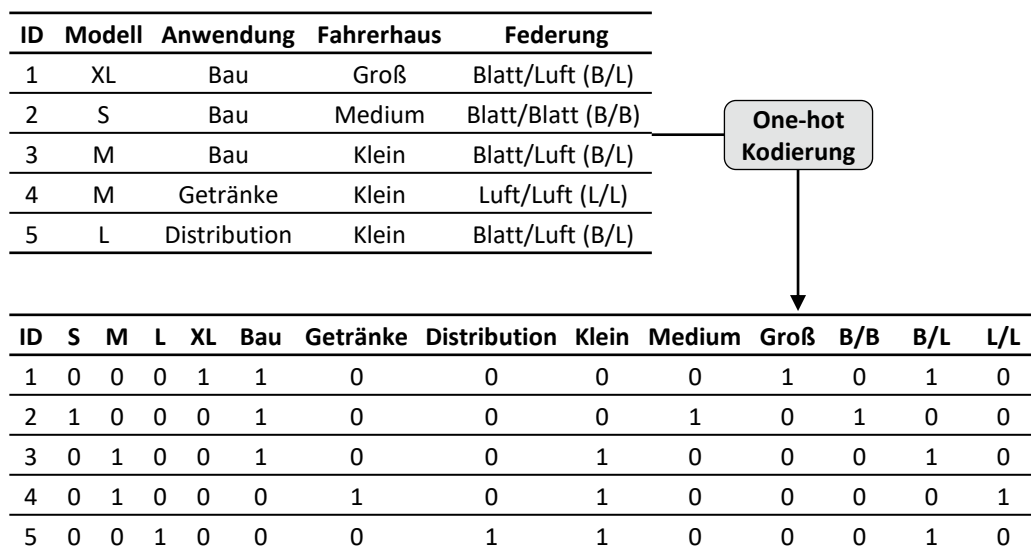 ID Modell Anwendung Fahrerhaus Federung
1 XL Bau Groß Blatt/Luft (B/L)
2 S Bau Medium Blatt/Blatt (B/B)
3 M Bau Klein Blatt/Luft (B/L)
4 M Getränke Klein Luft/Luft (L/L)
5 L Distribution Klein Blatt/Luft (B/L)
One-hot
Kodierung
ID S M L XL Bau Getränke Distribution Klein Medium Groß B/B B/L L/L
1 0 0 0 1 1 0 0 0 0 1 0 1 0
2 1 0 0 0 1 0 0 0 1 0 1 0 0
3 0 1 0 0 1 0 0 1 0 0 0 1 0
4 0 1 0 0 0 1 0 1 0 0 0 0 1
5 0 0 1 0 0 0 1 1 0 0 0 1 0